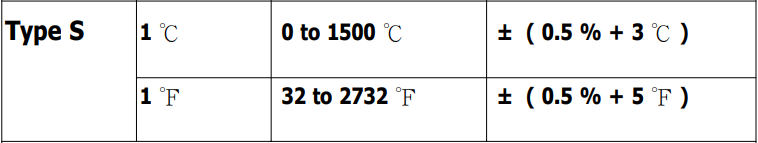 Type S 1 ℃ 0 to 1500 ℃ ± ( 0.5 % + 3 ℃ )
1 ℉ 32 to 2732 ℉ ± ( 0.5 % + 5 ℉ )